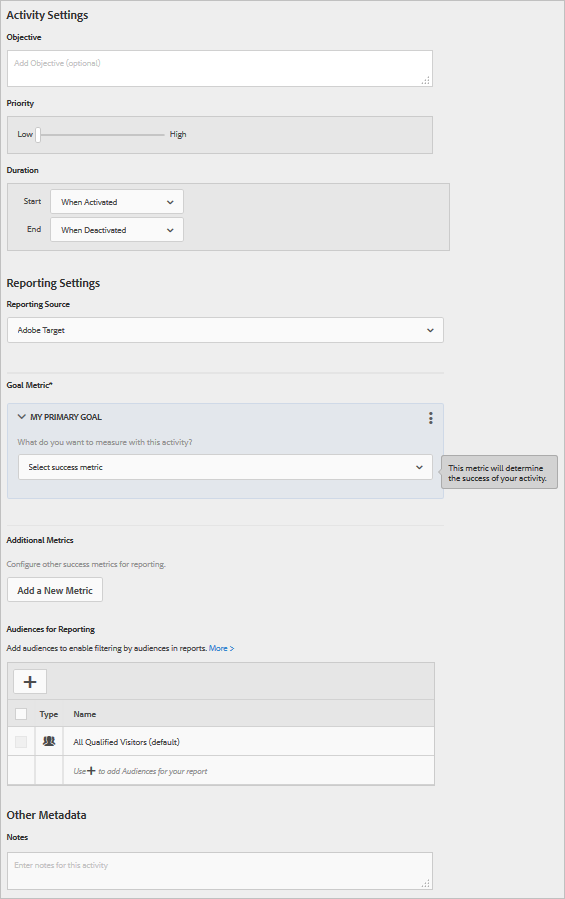 Activity Settings
Objective
Add Objective (optional)
Priority
Low High
Duration
Start When Activated
End When Deactivated
Reporting Settings
Reporting Source
Adobe Target
Goal Metric*
MY PRIMARY GOAL
What do you want to measure with this activity?
Select success metric
This metric will determine
the success of your activity.
Additional Metrics
Configure other success metrics for reporting.
Add a New Metric
Audiences for Reporting
Add audiences to enable filtering by audiences in reports. More >
Type Name
All Qualified Visitors (default)
Use + to add Audiences for your report
Other Metadata
Notes
Enter notes for this activity